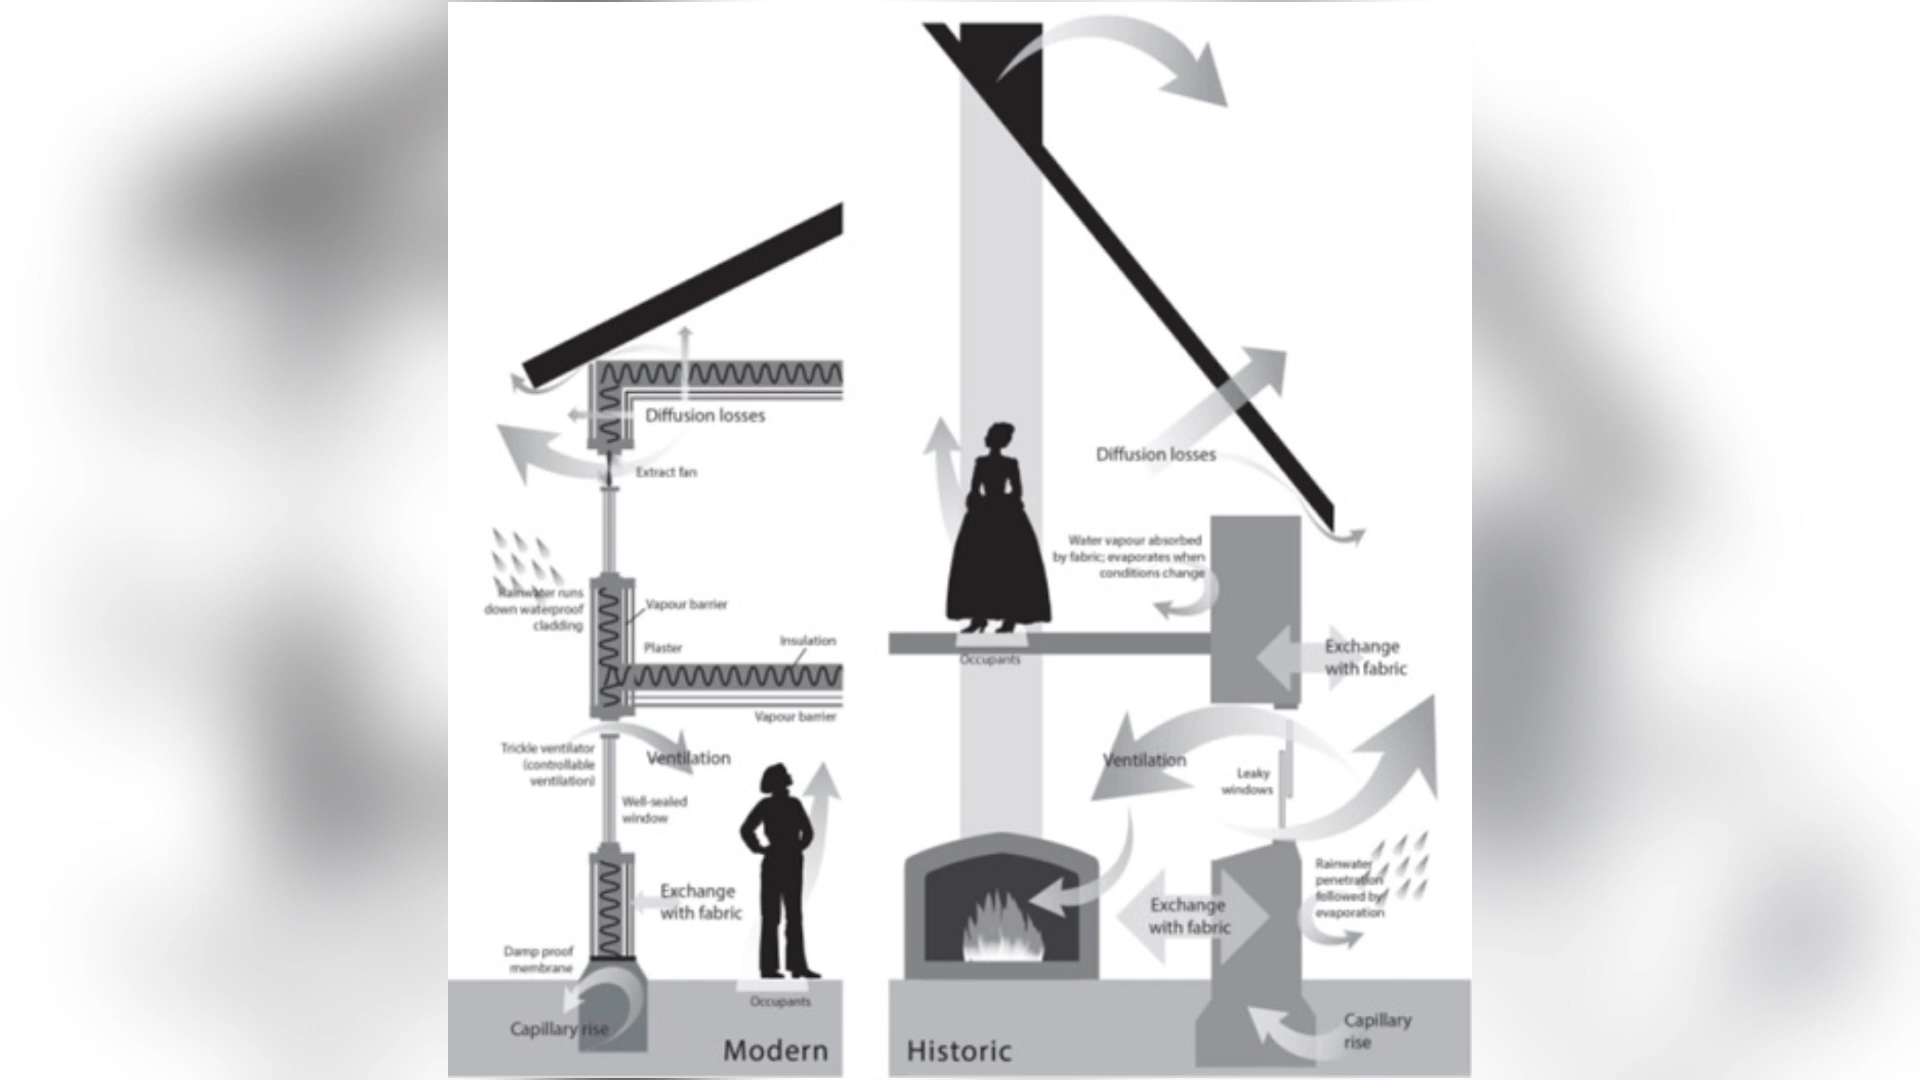 Diffusion losses
Extract fan
Rainwater runs
down waterproof
cladding
Vapour barrier
Plaster
Insulation
Vapour barrier
Trickle ventilator
(controllable
ventilation)
Ventilation
Well-sealed
window
Exchange
with fabric
Damp proof
membrane
Occupants
Capillary rise
Modern
Diffusion losses
Water vapour absorbed
by fabric; evaporates when
conditions change
Occupants
Exchange
with fabric
Ventilation
Leaky
windows
Rainwater
penetration
followed by
evaporation
Exchange
with fabric
Capillary
rise
Historic